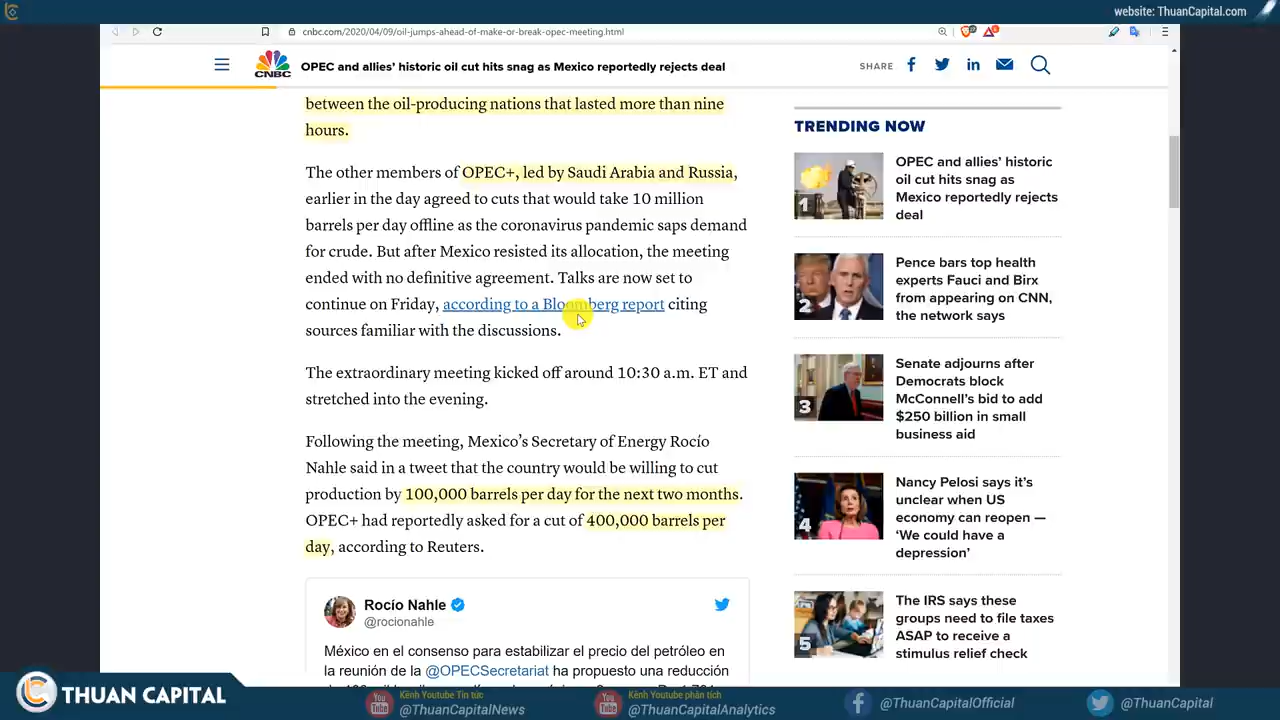 website: ThuanCapital.com
cnbc.com/2020/04/09/oil-jumps-ahead-of-make-or-break-opec-meeting.html
CNBC
OPEC and allies’ historic oil cut hits snag as Mexico reportedly rejects deal
SHARE
between the oil-producing nations that lasted more than nine
hours.
The other members of OPEC+, led by Saudi Arabia and Russia,
earlier in the day agreed to cuts that would take 10 million
barrels per day offline as the coronavirus pandemic saps demand
for crude. But after Mexico resisted its allocation, the meeting
ended with no definitive agreement. Talks are now set to
continue on Friday, according to a Bloomberg report citing
sources familiar with the discussions.
The extraordinary meeting kicked off around 10:30 a.m. ET and
stretched into the evening.
Following the meeting, Mexico’s Secretary of Energy Rocío
Nahle said in a tweet that the country would be willing to cut
production by 100,000 barrels per day for the next two months.
OPEC+ had reportedly asked for a cut of 400,000 barrels per
day, according to Reuters.
Rocío Nahle
@rocionahle
México en el consenso para estabilizar el precio del petróleo en
la reunión de la @OPECSecretariat ha propuesto una reducción
TRENDING NOW
1
OPEC and allies’ historic
oil cut hits snag as
Mexico reportedly rejects
deal
2
Pence bars top health
experts Fauci and Birx
from appearing on CNN,
the network says
3
Senate adjourns after
Democrats block
McConnell’s bid to add
$250 billion in small
business aid
4
Nancy Pelosi says it’s
unclear when US
economy can reopen —
‘We could have a
depression’
5
The IRS says these
groups need to file taxes
ASAP to receive a
stimulus relief check
THUAN CAPITAL
You Tube
Kênh Youtube Tin tức
@ThuanCapitalNews
You Tube
Kênh Youtube phân tích
@ThuanCapitalAnalytics
@ThuanCapitalOfficial
@ThuanCapital